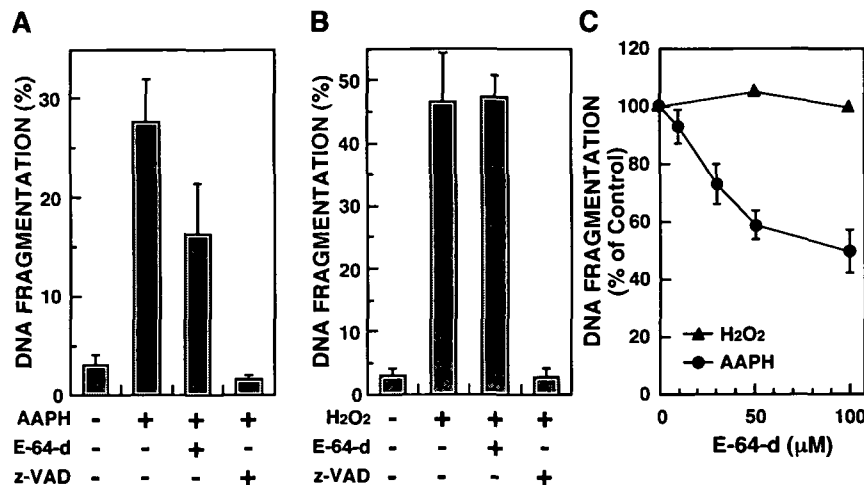 A
DNA FRAGMENTATION (%)
30
20
10
0
AAPH - + + +
E-64-d - - + -
z-VAD - - - +
B
DNA FRAGMENTATION (%)
50
40
30
20
10
0
H2O2 - + + +
E-64-d - - + -
z-VAD - - - +
C
DNA FRAGMENTATION
(% of Control)
120
100
80
60
40
20
0
H2O2
AAPH
0 50 100
E-64-d (μM)